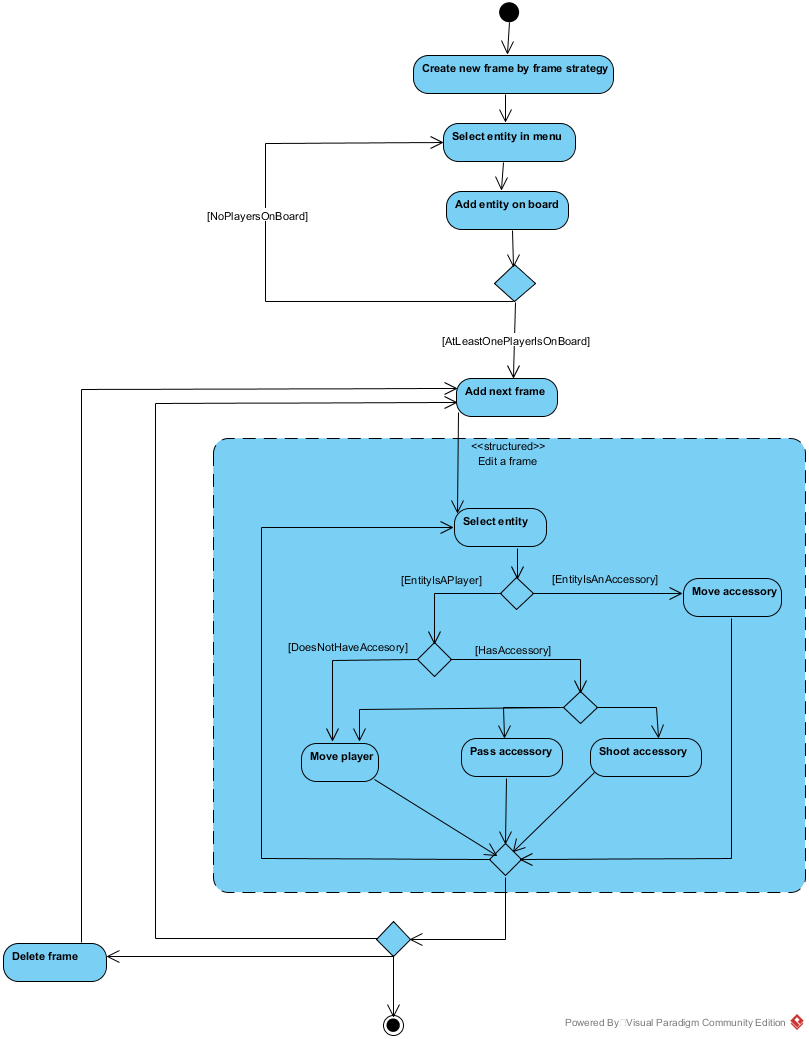 Create new frame by frame strategy
Select entity in menu
Add entity on board
[NoPlayersOnBoard]
[AtLeastOnePlayerIsOnBoard]
Add next frame
<<structured>>
Edit a frame
Select entity
[EntityIsAPlayer]
[EntityIsAnAccessory]
Move accessory
[DoesNotHaveAccesory]
[HasAccessory]
Move player
Pass accessory
Shoot accessory
Delete frame
Powered By Visual Paradigm Community Edition